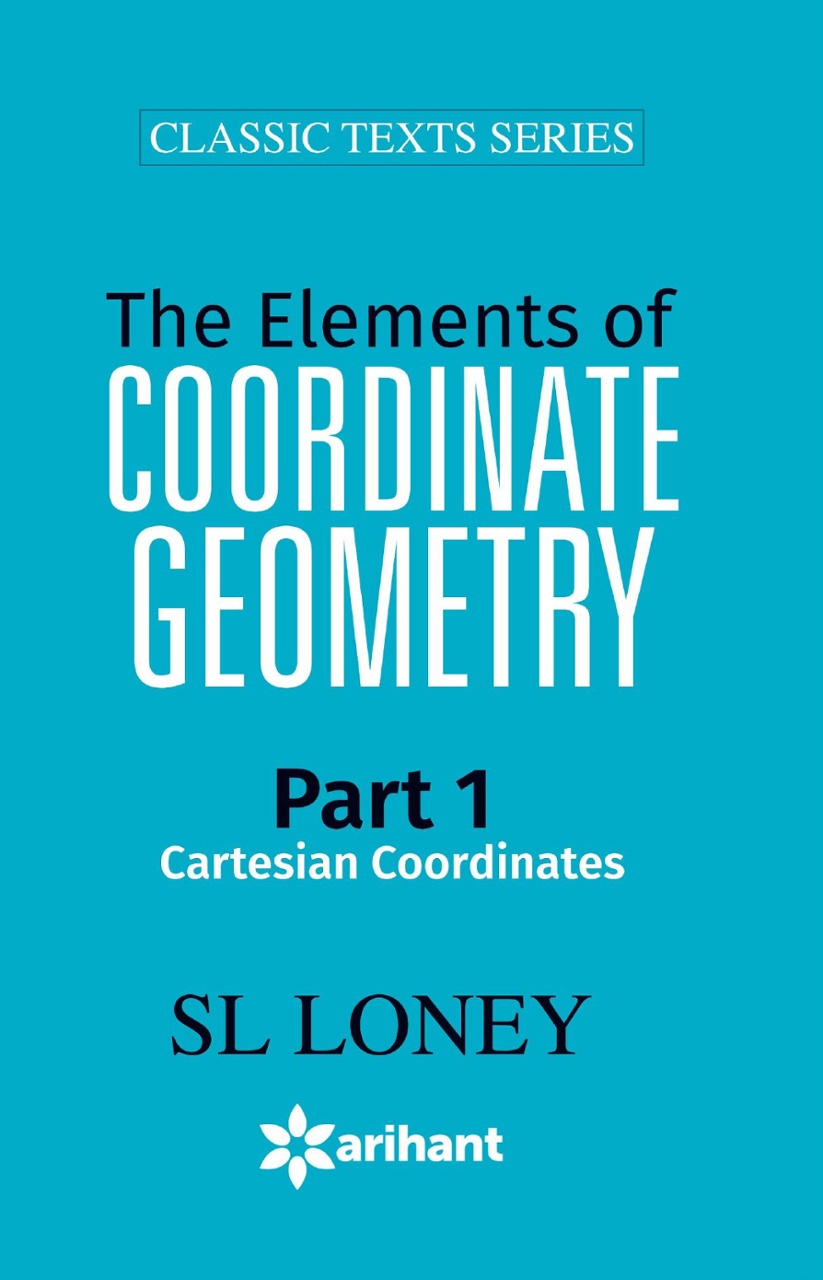 CLASSIC TEXTS SERIES
The Elements of
COORDINATE
GEOMETRY
Part 1
Cartesian Coordinates
SL LONEY
arihant